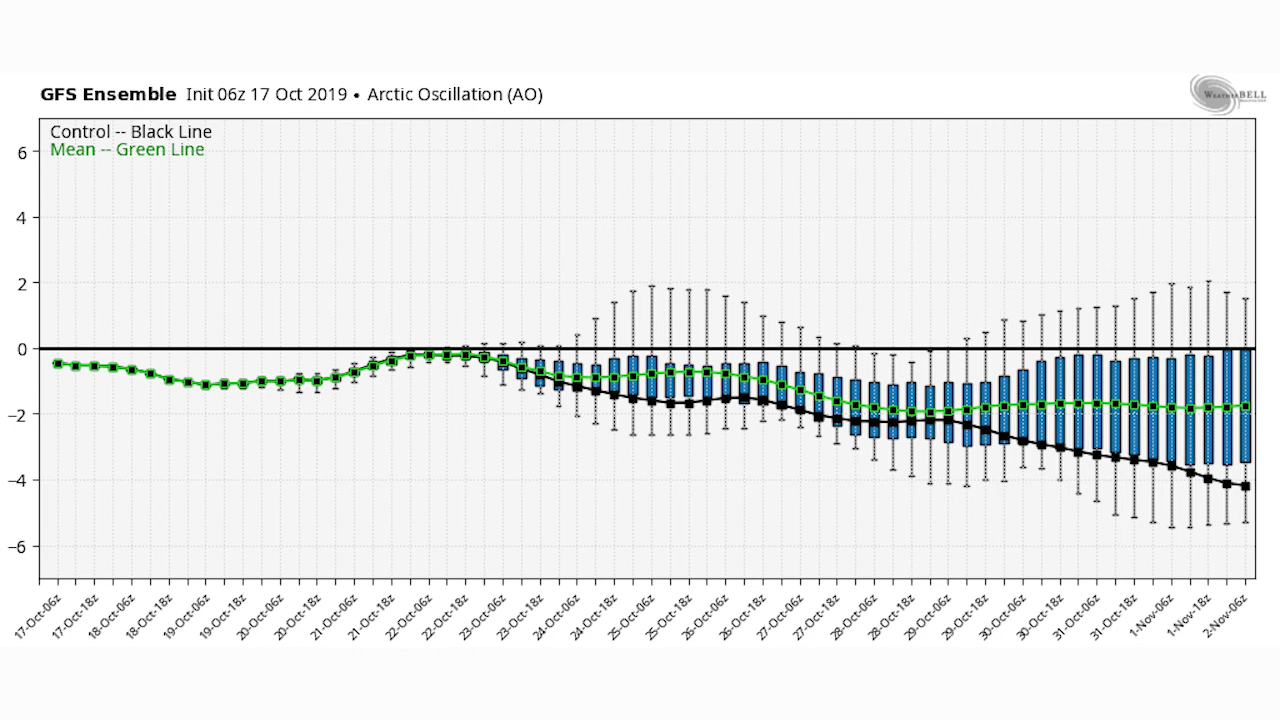 GFS Ensemble Init 06z 17 Oct 2019 • Arctic Oscillation (AO)
WEATHERBELL
Control -- Black Line
Mean -- Green Line
6
4
2
0
−2
−4
−6
17-Oct-06z
17-Oct-18z
18-Oct-06z
18-Oct-18z
19-Oct-06z
19-Oct-18z
20-Oct-06z
20-Oct-18z
21-Oct-06z
21-Oct-18z
22-Oct-06z
22-Oct-18z
23-Oct-06z
23-Oct-18z
24-Oct-06z
24-Oct-18z
25-Oct-06z
25-Oct-18z
26-Oct-06z
26-Oct-18z
27-Oct-06z
27-Oct-18z
28-Oct-06z
28-Oct-18z
29-Oct-06z
29-Oct-18z
30-Oct-06z
30-Oct-18z
31-Oct-06z
31-Oct-18z
1-Nov-06z
1-Nov-18z
2-Nov-06z